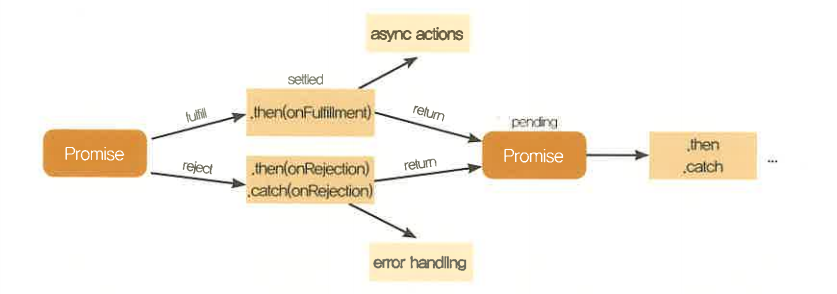 async actions
settled
fulfill
.then(onFulfillment)
return
pending
Promise
Promise
.then
.catch
...
reject
.then(onRejection)
.catch(onRejection)
return
error handling